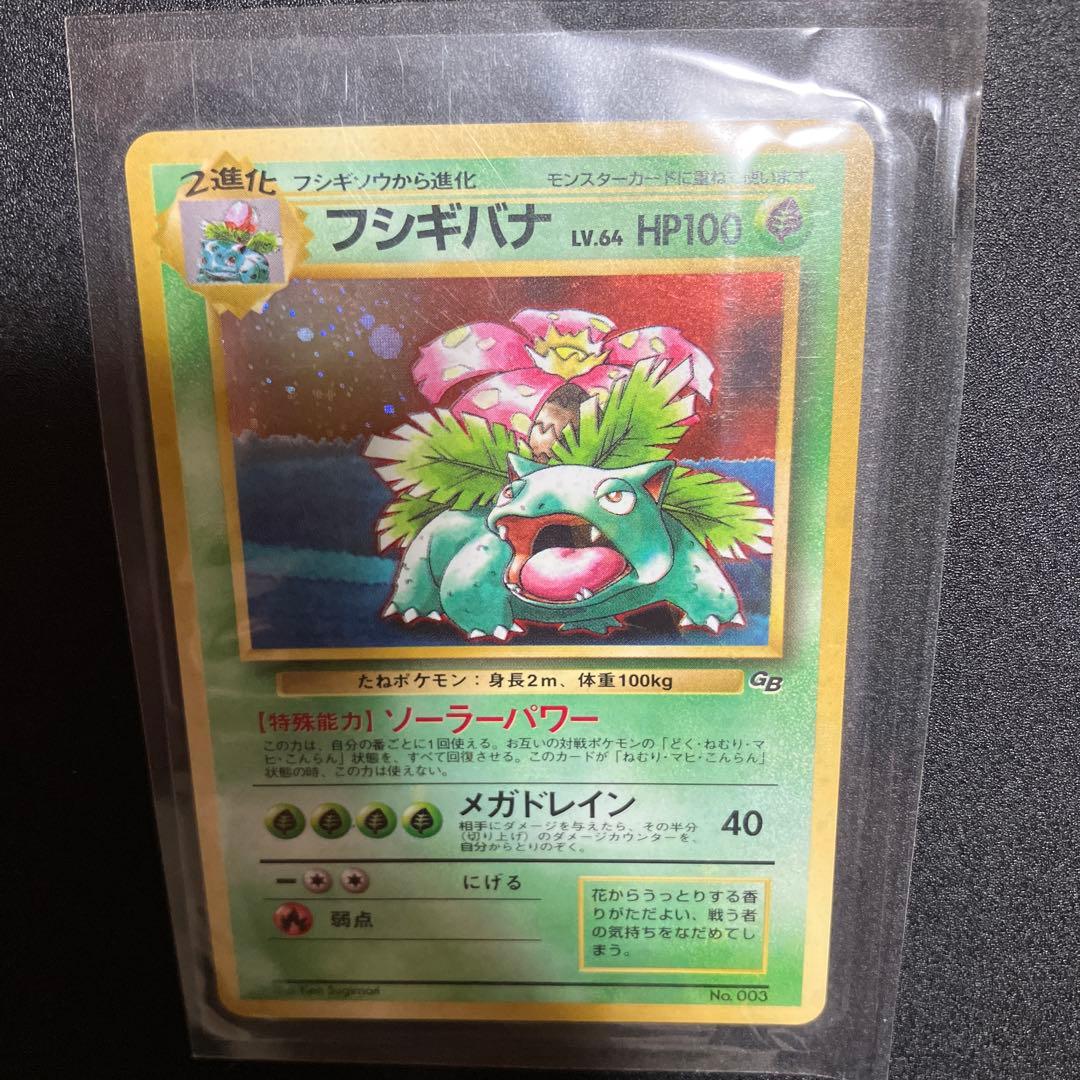 2進化 フシギソウから進化 モンスターカードに重ねて使います
フシギバナ LV.64 HP100
たねポケモン：身長2m、体重100kg GB
【特殊能力】ソーラーパワー
この力は、自分の番ごとに1回使える。お互いの対戦ポケモンの「どく・ねむり・マ
ヒ・こんらん」状態を、すべて回復させる。このカードが「ねむり・マヒ・こんらん」
状態の時、この力は使えない。
メガドレイン 40
相手にダメージを与えたら、その半分
（切り上げ）のダメージカウンターを、
自分からとりのぞく。
にげる
弱点
花からうっとりする香
りがただよい、戦う者
の気持ちをなだめてし
まう。
Ken Sugimori
No. 003